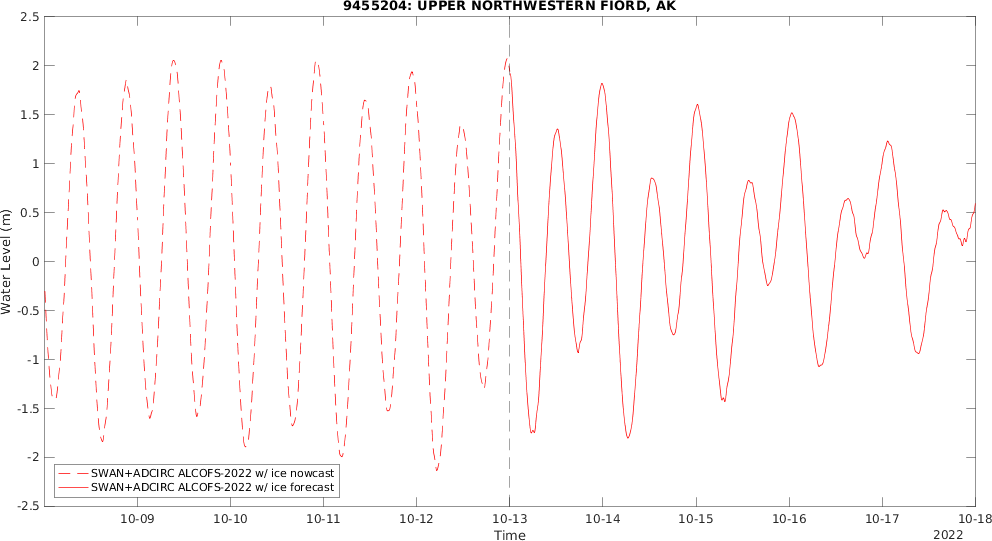 9455204: UPPER NORTHWESTERN FIORD, AK
2.5
2
1.5
1
0.5
0
-0.5
-1
-1.5
-2
-2.5
Water Level (m)
SWAN+ADCIRC ALCOFS-2022 w/ ice nowcast
SWAN+ADCIRC ALCOFS-2022 w/ ice forecast
10-09 10-10 10-11 10-12 10-13 10-14 10-15 10-16 10-17 10-18
Time
2022